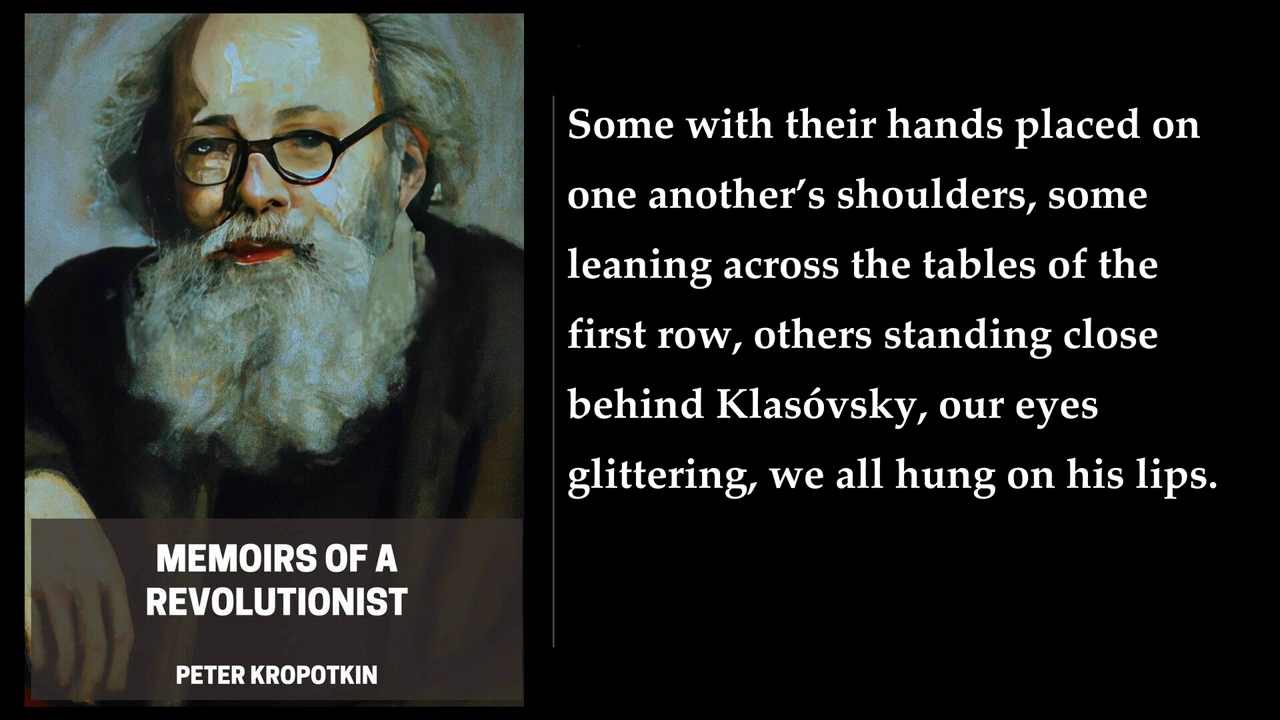 Some with their hands placed on
one another’s shoulders, some
leaning across the tables of the
first row, others standing close
behind Klasóvsky, our eyes
glittering, we all hung on his lips.
MEMOIRS OF A
REVOLUTIONIST
PETER KROPOTKIN